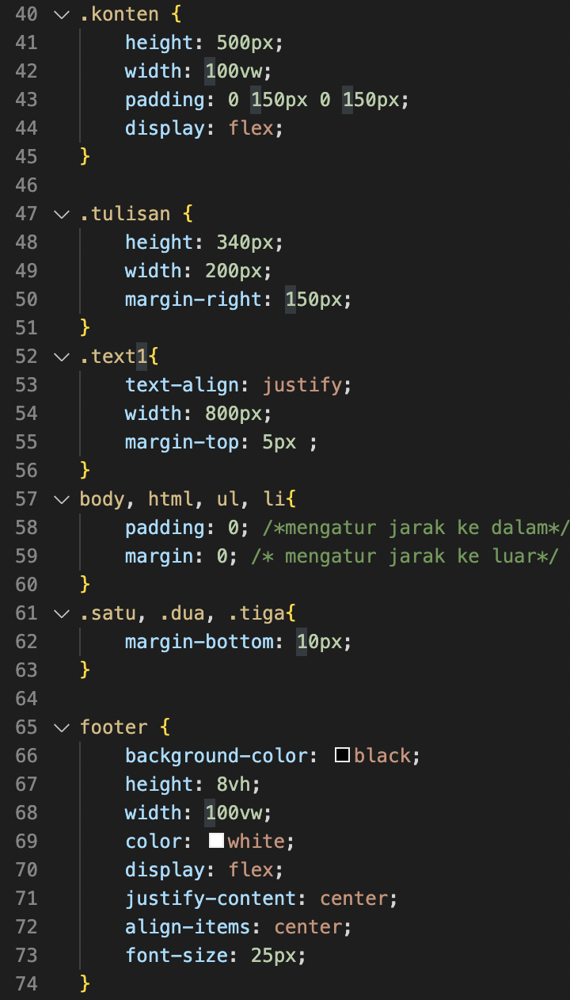 40 .konten {
41 height: 500px;
42 width: 100vw;
43 padding: 0 150px 0 150px;
44 display: flex;
45 }
46
47 .tulisan {
48 height: 340px;
49 width: 200px;
50 margin-right: 150px;
51 }
52 .text1{
53 text-align: justify;
54 width: 800px;
55 margin-top: 5px ;
56 }
57 body, html, ul, li{
58 padding: 0; /*mengatur jarak ke dalam*/
59 margin: 0; /* mengatur jarak ke luar*/
60 }
61 .satu, .dua, .tiga{
62 margin-bottom: 10px;
63 }
64
65 footer {
66 background-color: black;
67 height: 8vh;
68 width: 100vw;
69 color: white;
70 display: flex;
71 justify-content: center;
72 align-items: center;
73 font-size: 25px;
74 }